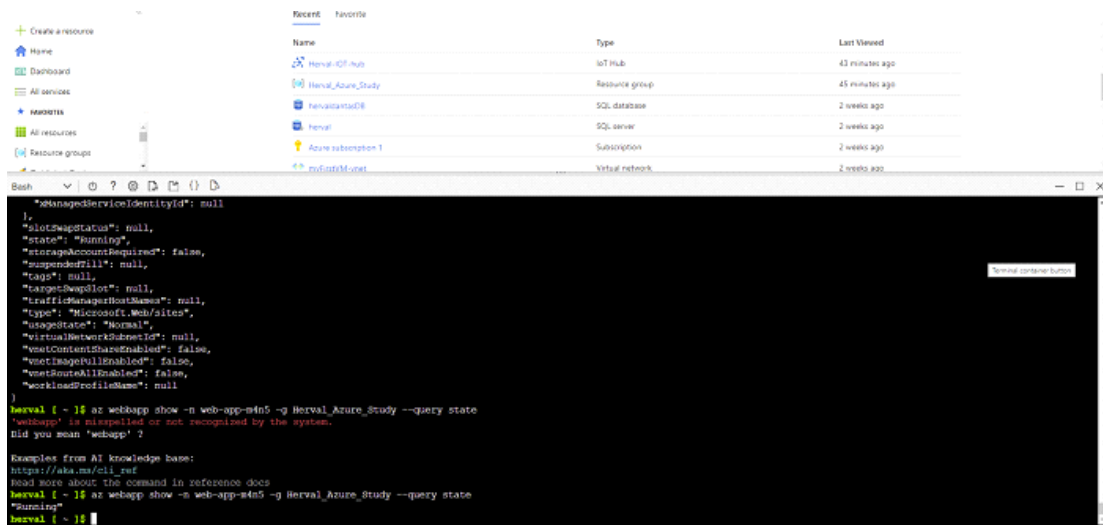 Recent Favorite
Create a resource
Home
Dashboard
All services
FAVORITES
All resources
Resource groups
Name Type Last Viewed
Herval-IOT-hub IoT Hub 43 minutes ago
Herval_Azure_Study Resource group 45 minutes ago
hervaldantasDB SQL database 2 weeks ago
herval SQL server 2 weeks ago
Azure subscription 1 Subscription 2 weeks ago
myFirstVM-vnet Virtual network 2 weeks ago
Bash
"xManagedServiceIdentityId": null
},
"slotSwapStatus": null,
"state": "Running",
"storageAccountRequired": false,
"suspendedTill": null,
"tags": null,
"targetSwapSlot": null,
"trafficManagerHostNames": null,
"type": "Microsoft.Web/sites",
"usageState": "Normal",
"virtualNetworkSubnetId": null,
"vnetContentShareEnabled": false,
"vnetImagePullEnabled": false,
"vnetRouteAllEnabled": false,
"workloadProfileName": null
}
herval [ ~ ]$ az webbapp show -n web-app-m4n5 -g Herval_Azure_Study --query state
'webbapp' is misspelled or not recognized by the system.
Did you mean 'webapp' ?
Examples from AI knowledge base:
https://aka.ms/cli_ref
Read more about the command in reference docs
herval [ ~ ]$ az webapp show -n web-app-m4n5 -g Herval_Azure_Study --query state
"Running"
herval [ ~ ]$
Terminal container button